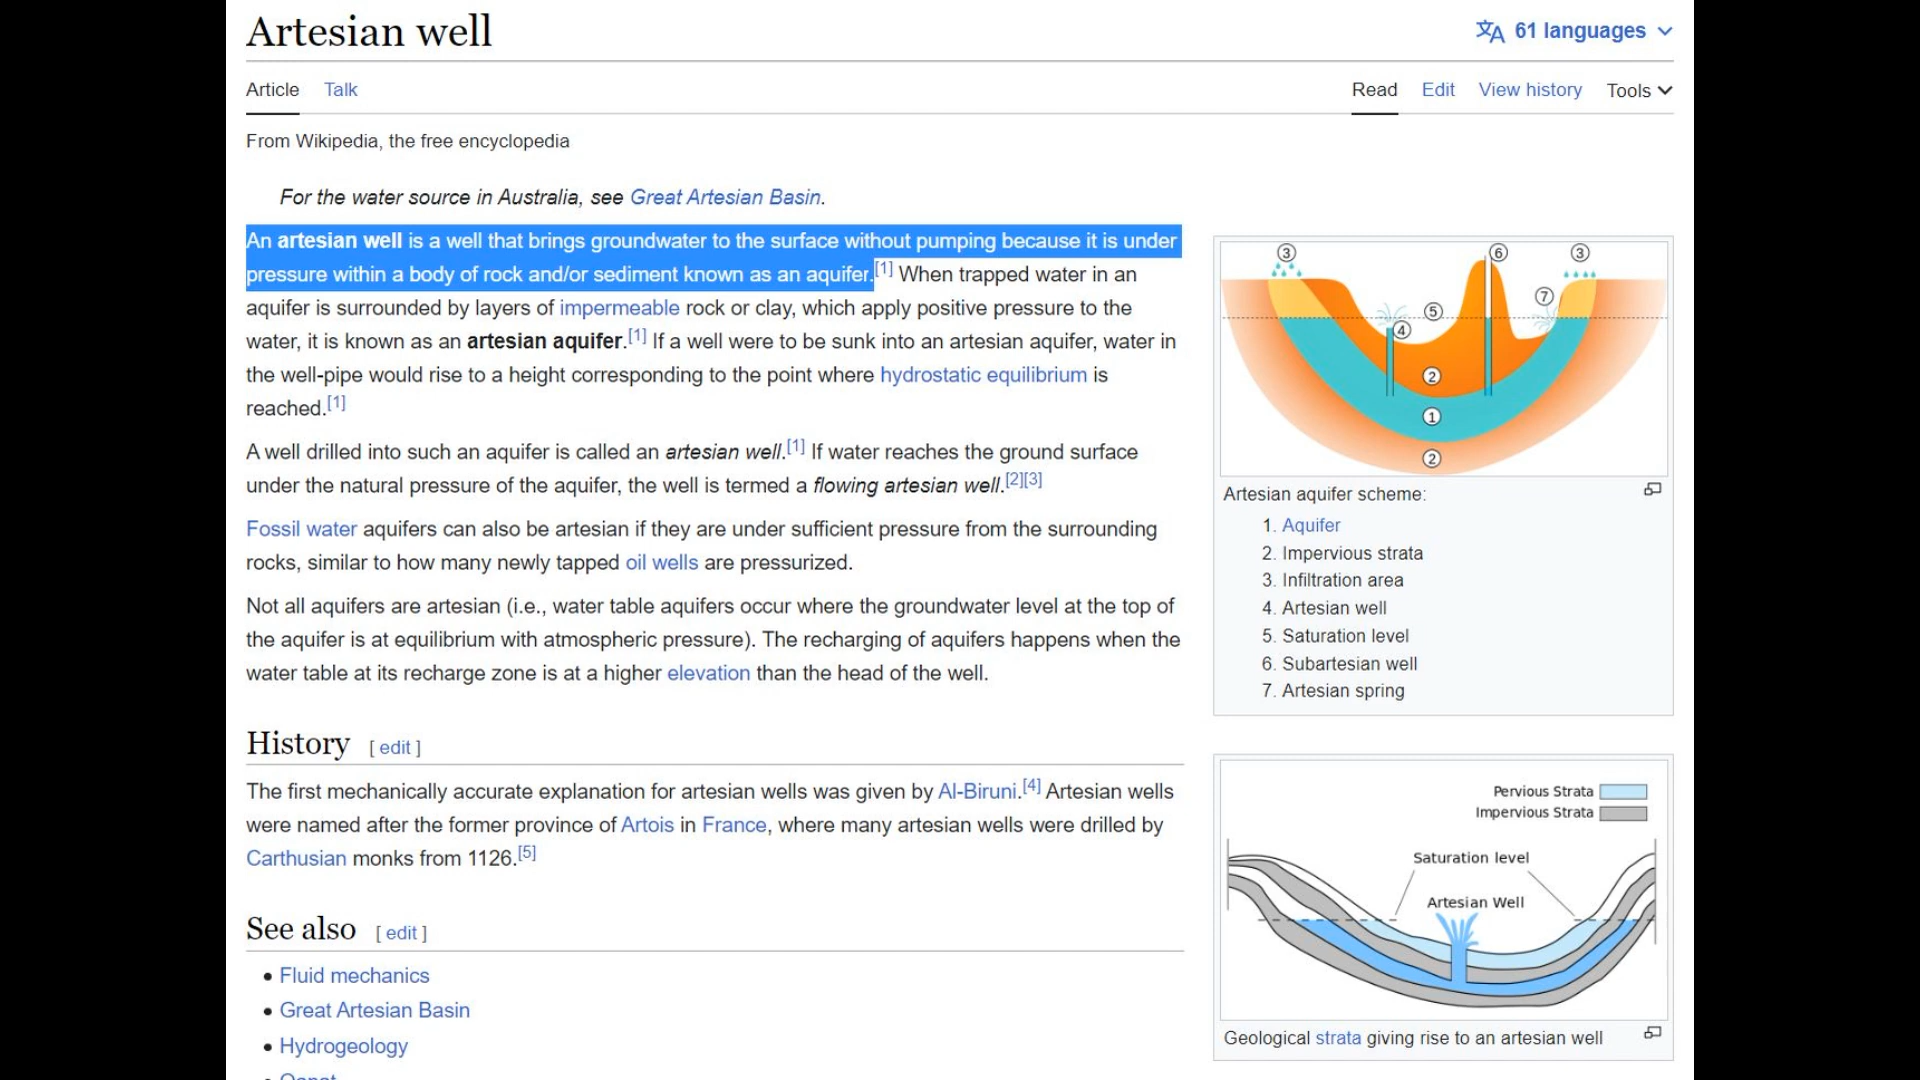 Artesian well
61 languages
Article Talk
Read Edit View history Tools
From Wikipedia, the free encyclopedia
For the water source in Australia, see Great Artesian Basin.
An artesian well is a well that brings groundwater to the surface without pumping because it is under
pressure within a body of rock and/or sediment known as an aquifer.[1] When trapped water in an
aquifer is surrounded by layers of impermeable rock or clay, which apply positive pressure to the
water, it is known as an artesian aquifer.[1] If a well were to be sunk into an artesian aquifer, water in
the well-pipe would rise to a height corresponding to the point where hydrostatic equilibrium is
reached.[1]
A well drilled into such an aquifer is called an artesian well.[1] If water reaches the ground surface
under the natural pressure of the aquifer, the well is termed a flowing artesian well.[2][3]
Fossil water aquifers can also be artesian if they are under sufficient pressure from the surrounding
rocks, similar to how many newly tapped oil wells are pressurized.
Not all aquifers are artesian (i.e., water table aquifers occur where the groundwater level at the top of
the aquifer is at equilibrium with atmospheric pressure). The recharging of aquifers happens when the
water table at its recharge zone is at a higher elevation than the head of the well.
History [ edit ]
The first mechanically accurate explanation for artesian wells was given by Al-Biruni.[4] Artesian wells
were named after the former province of Artois in France, where many artesian wells were drilled by
Carthusian monks from 1126.[5]
See also [ edit ]
• Fluid mechanics
• Great Artesian Basin
• Hydrogeology
3 6 3
7
5
4
2
1
2
Artesian aquifer scheme:
1. Aquifer
2. Impervious strata
3. Infiltration area
4. Artesian well
5. Saturation level
6. Subartesian well
7. Artesian spring
Pervious Strata
Impervious Strata
Saturation level
Artesian Well
Geological strata giving rise to an artesian well